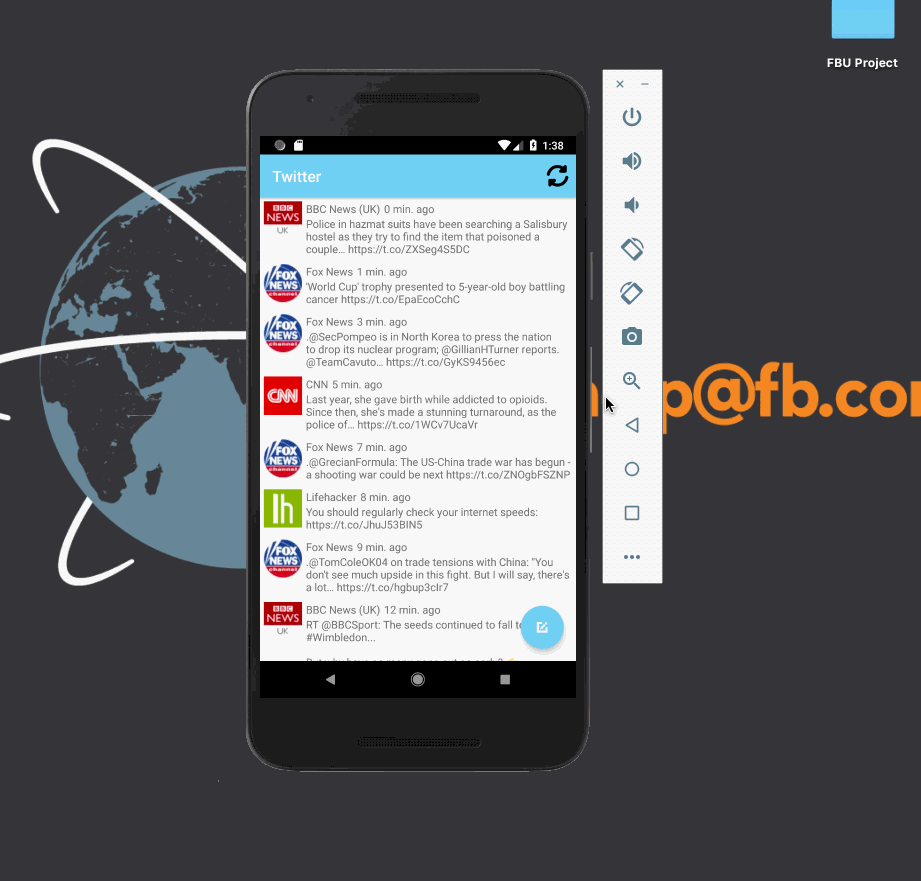 FBU Project
1:38
Twitter
BBC NEWS UK
BBC News (UK) 0 min. ago
Police in hazmat suits have been searching a Salisbury
hostel as they try to find the item that poisoned a
couple… https://t.co/ZXSeg4S5DC
FOX NEWS channel
Fox News 1 min. ago
'World Cup' trophy presented to 5-year-old boy battling
cancer https://t.co/EpaEcoCchC
FOX NEWS channel
Fox News 3 min. ago
.@SecPompeo is in North Korea to press the nation
to drop its nuclear program; @GillianHTurner reports.
@TeamCavuto… https://t.co/GyKS9456ec
CNN
CNN 5 min. ago
Last year, she gave birth while addicted to opioids.
Since then, she's made a stunning turnaround, as the
police of… https://t.co/1WCv7UcaVr
FOX NEWS channel
Fox News 7 min. ago
.@GrecianFormula: The US-China trade war has begun -
a shooting war could be next https://t.co/ZNOgbFSZNP
lh
Lifehacker 8 min. ago
You should regularly check your internet speeds:
https://t.co/JhuJ53BIN5
FOX NEWS channel
Fox News 9 min. ago
.@TomColeOK04 on trade tensions with China: "You
don't see much upside in this fight. But I will say, there's
a lot… https://t.co/hgbup3cIr7
BBC NEWS UK
BBC News (UK) 12 min. ago
RT @BBCSport: The seeds continued to fall
#Wimbledon...
p@fb.co